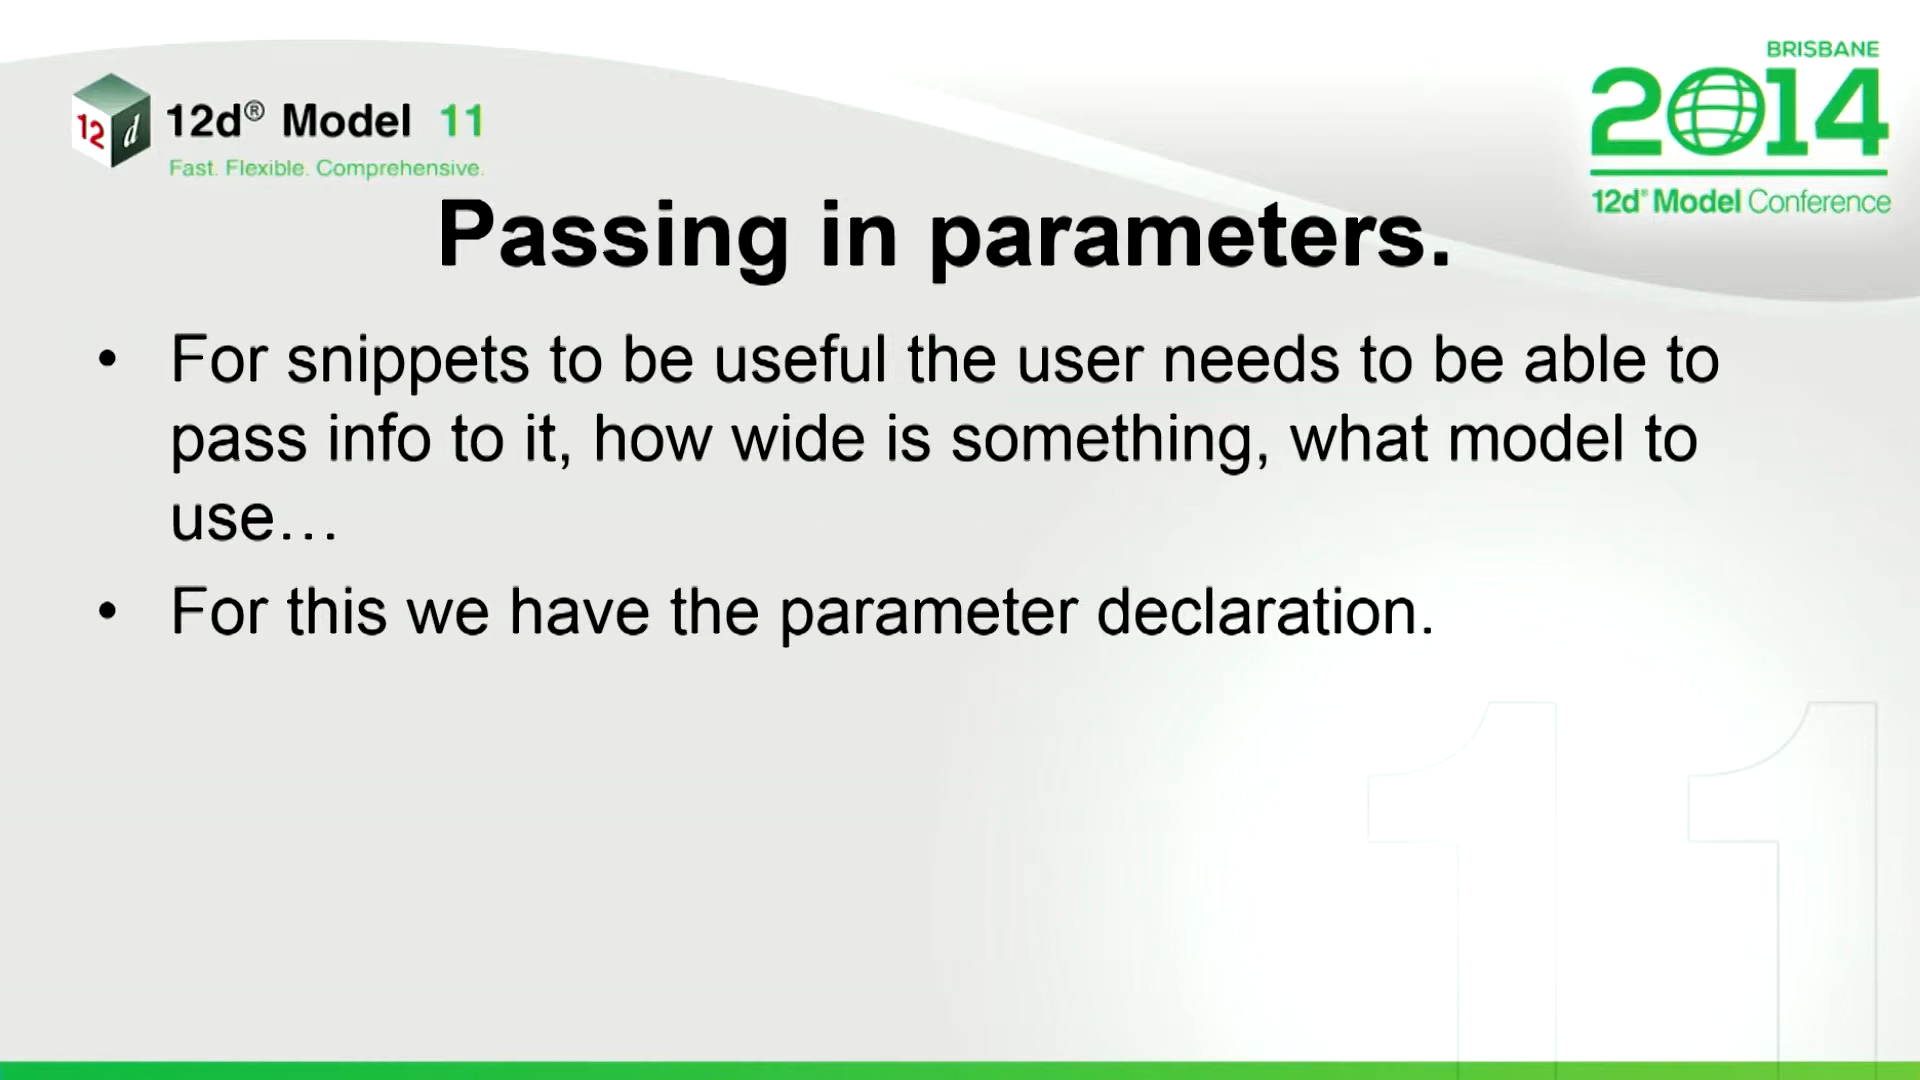 BRISBANE
2014
12d® Model Conference
12d
12d® Model 11
Fast. Flexible. Comprehensive.
Passing in parameters.
• For snippets to be useful the user needs to be able to
pass info to it, how wide is something, what model to
use…
• For this we have the parameter declaration.
11